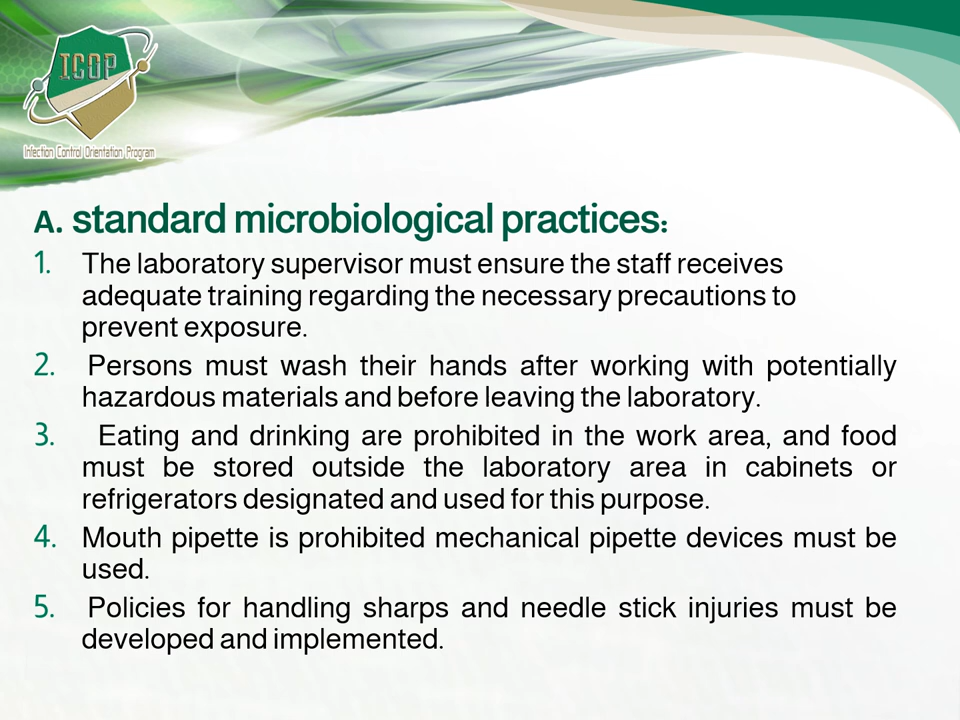 ICOP
Infection Control Orientation Program
A. standard microbiological practices:
1. The laboratory supervisor must ensure the staff receives
adequate training regarding the necessary precautions to
prevent exposure.
2. Persons must wash their hands after working with potentially
hazardous materials and before leaving the laboratory.
3. Eating and drinking are prohibited in the work area, and food
must be stored outside the laboratory area in cabinets or
refrigerators designated and used for this purpose.
4. Mouth pipette is prohibited mechanical pipette devices must be
used.
5. Policies for handling sharps and needle stick injuries must be
developed and implemented.